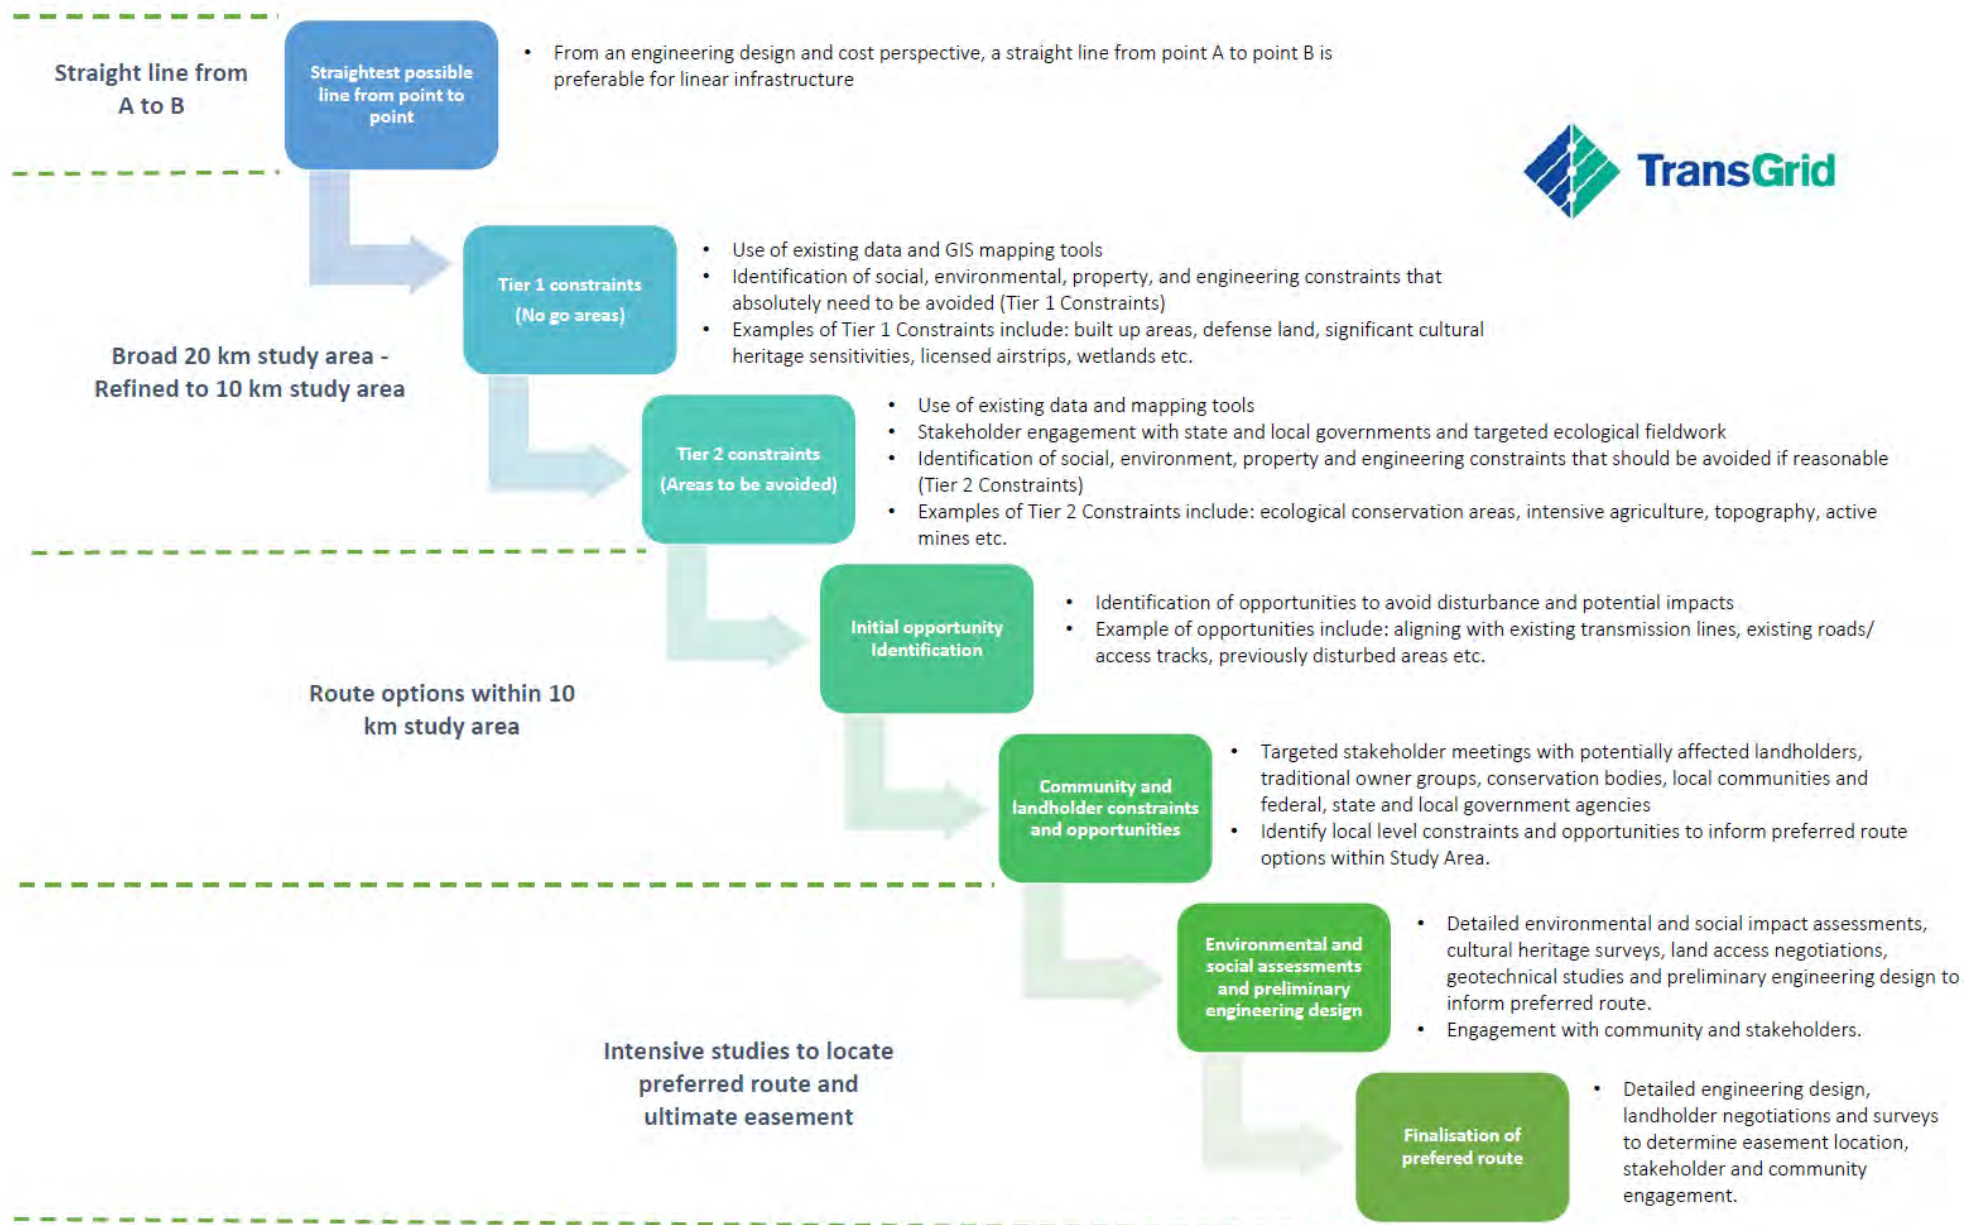 Straight line from
A to B
Straightest possible
line from point to
point
• From an engineering design and cost perspective, a straight line from point A to point B is
preferable for linear infrastructure
TransGrid
Broad 20 km study area -
Refined to 10 km study area
Tier 1 constraints
(No go areas)
• Use of existing data and GIS mapping tools
• Identification of social, environmental, property, and engineering constraints that
absolutely need to be avoided (Tier 1 Constraints)
• Examples of Tier 1 Constraints include: built up areas, defense land, significant cultural
heritage sensitivities, licensed airstrips, wetlands etc.
Tier 2 constraints
(Areas to be avoided)
• Use of existing data and mapping tools
• Stakeholder engagement with state and local governments and targeted ecological fieldwork
• Identification of social, environment, property and engineering constraints that should be avoided if reasonable
(Tier 2 Constraints)
• Examples of Tier 2 Constraints include: ecological conservation areas, intensive agriculture, topography, active
mines etc.
Route options within 10
km study area
Initial opportunity
Identification
• Identification of opportunities to avoid disturbance and potential impacts
• Example of opportunities include: aligning with existing transmission lines, existing roads/
access tracks, previously disturbed areas etc.
Community and
landholder constraints
and opportunities
• Targeted stakeholder meetings with potentially affected landholders,
traditional owner groups, conservation bodies, local communities and
federal, state and local government agencies
• Identify local level constraints and opportunities to inform preferred route
options within Study Area.
Intensive studies to locate
preferred route and
ultimate easement
Environmental and
social assessments
and preliminary
engineering design
• Detailed environmental and social impact assessments,
cultural heritage surveys, land access negotiations,
geotechnical studies and preliminary engineering design to
inform preferred route.
• Engagement with community and stakeholders.
Finalisation of
prefered route
• Detailed engineering design,
landholder negotiations and surveys
to determine easement location,
stakeholder and community
engagement.